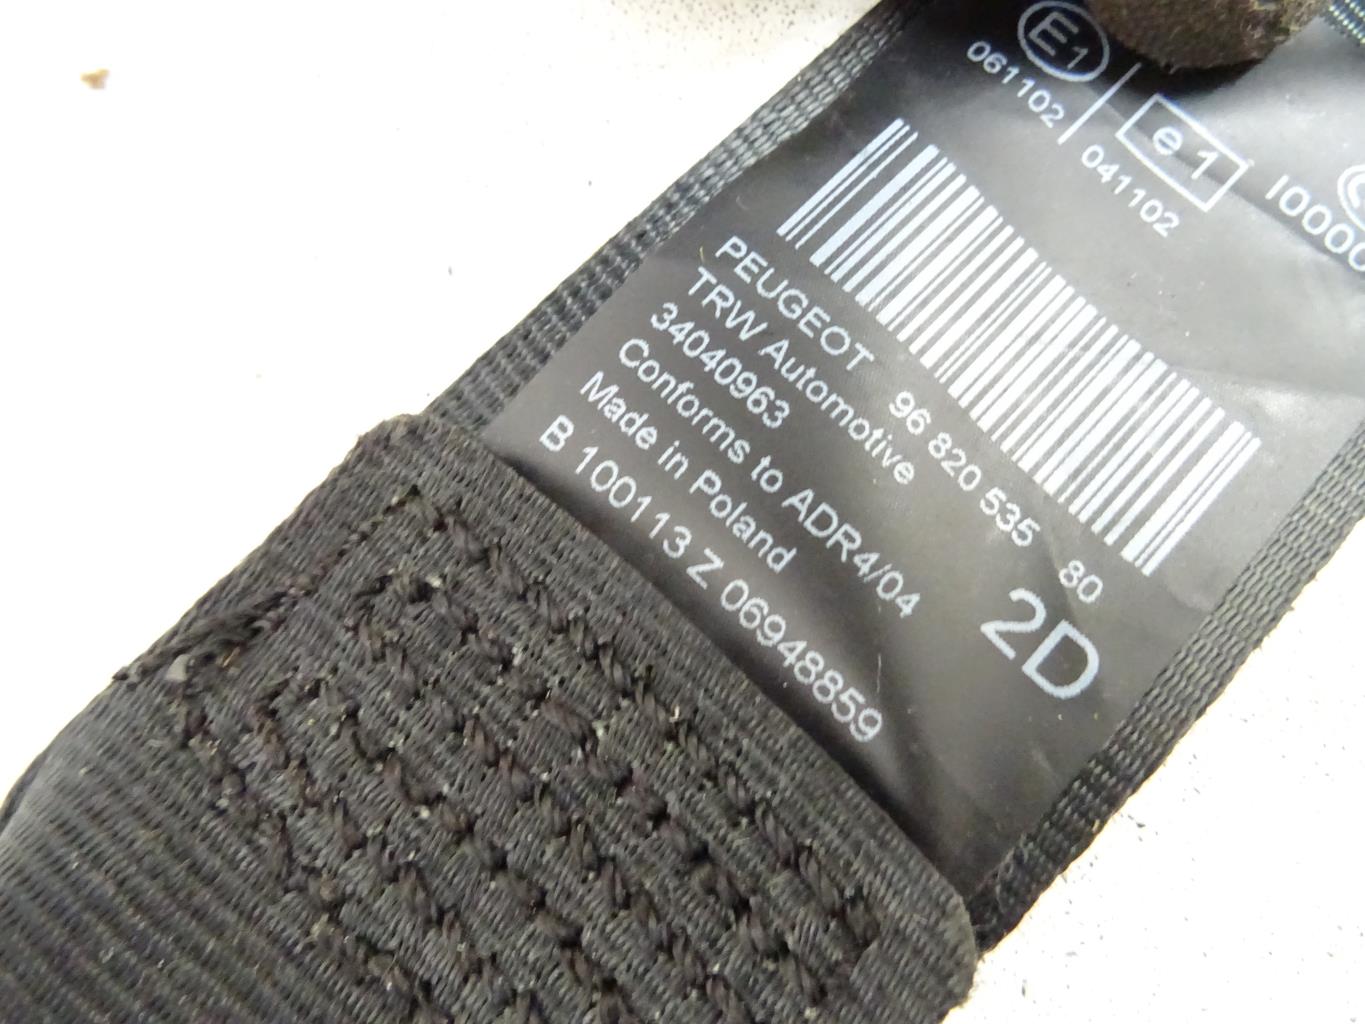 E1
061102
e 1
041102
PEUGEOT 96 820 535 80
TRW Automotive
34040963
Conforms to ADR4/04
Made in Poland
B 100113 Z 06948859
2D